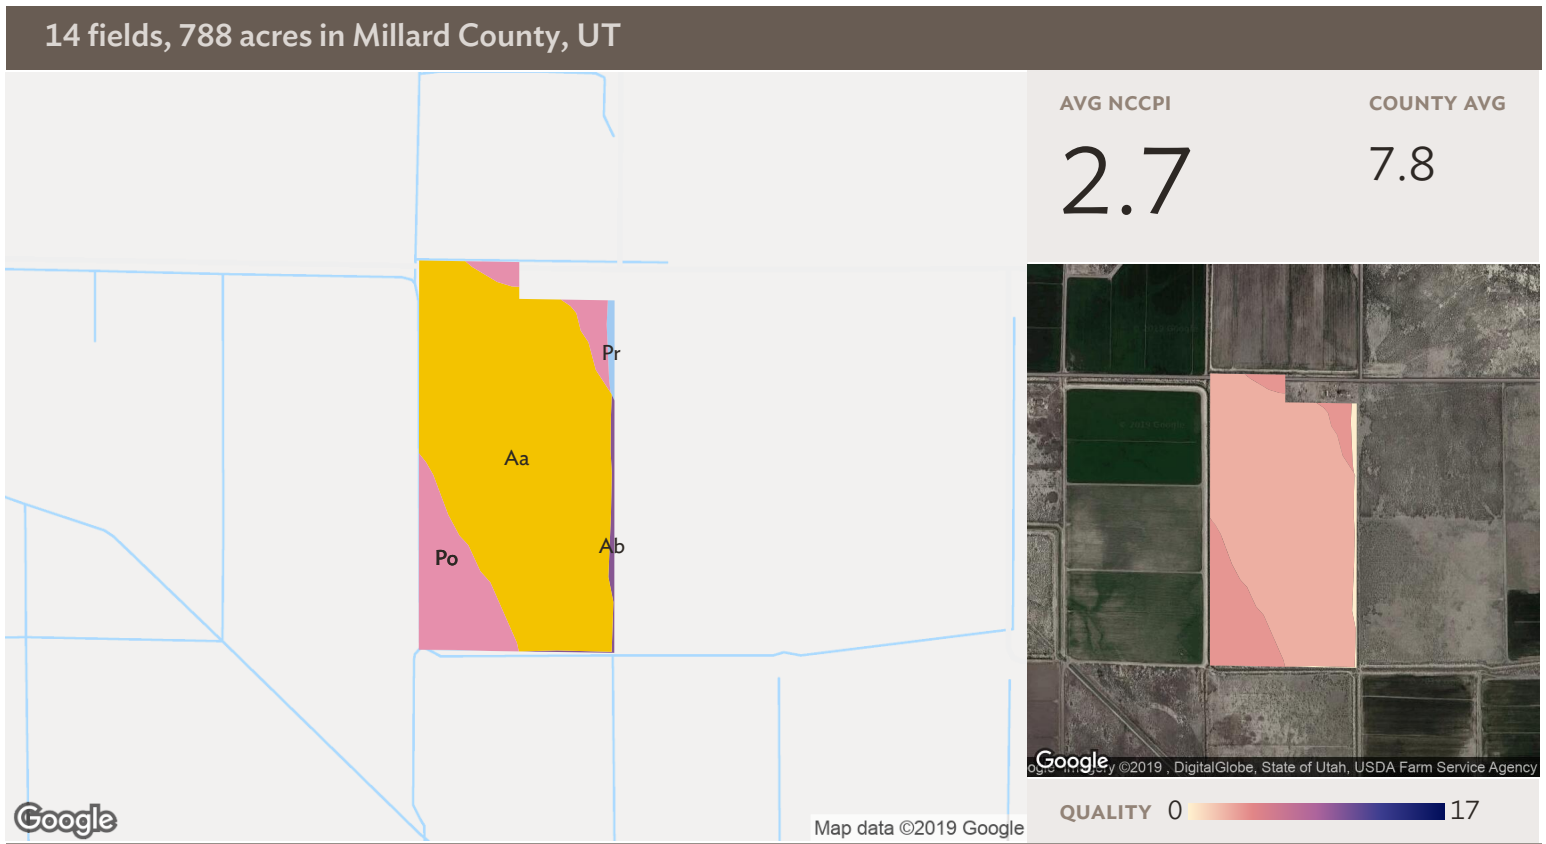 14 fields, 788 acres in Millard County, UT
AVG NCCPI
COUNTY AVG
2.7
7.8
Pr
Aa
Ab
Po
Google
Map data ©2019 Google
Google
©2019 , DigitalGlobe, State of Utah, USDA Farm Service Agency
QUALITY 0 17